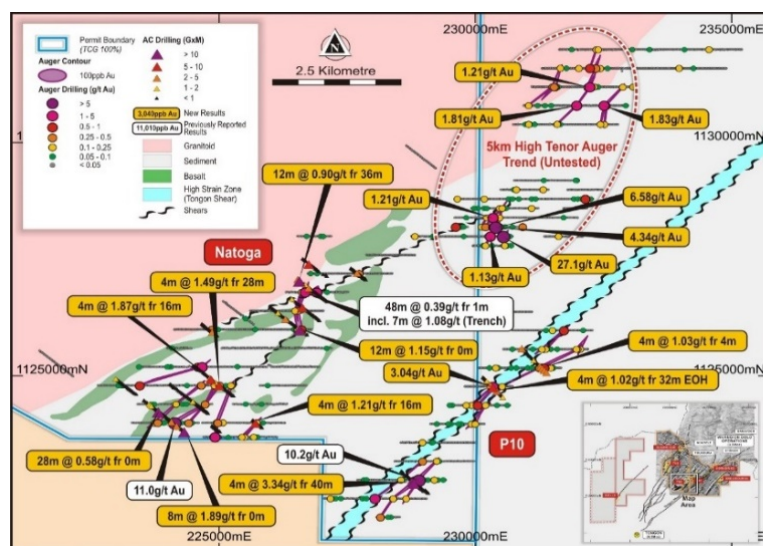 Permit Boundary
(TCG 100%)
Auger Contour
100ppb Au
Auger Drilling (g/t Au)
> 5
1 - 5
0.5 - 1
0.25 - 0.5
0.1 - 0.25
0.05 - 0.1
< 0.05
AC Drilling (GxM)
> 10
5 - 10
2 - 5
1 - 2
< 1
3,045ppb Au
New Results
11,010ppb Au
Previously Reported
Results
Granitoid
Sediment
Basalt
High Strain Zone
(Tongon Shear)
Shears
N
2.5 Kilometre
230000mE
235000mE
1.21g/t Au
1.81g/t Au
1.83g/t Au
1130000mN
5km High Tenor Auger
Trend (Untested)
12m @ 0.90g/t fr 36m
1.21g/t Au
6.58g/t Au
4.34g/t Au
27.1g/t Au
1.13g/t Au
Natoga
4m @ 1.49g/t fr 28m
4m @ 1.87g/t fr 16m
48m @ 0.39g/t fr 1m
incl. 7m @ 1.08g/t (Trench)
12m @ 1.15g/t fr 0m
4m @ 1.03g/t fr 4m
1125000mN
1125000mN
3.04g/t Au
4m @ 1.02g/t fr 32m EOH
4m @ 1.21g/t fr 16m
P10
10.2g/t Au
28m @ 0.58g/t fr 0m
11.0g/t Au
4m @ 3.34g/t fr 40m
8m @ 1.89g/t fr 0m
Map
Area
225000mE
230000mE